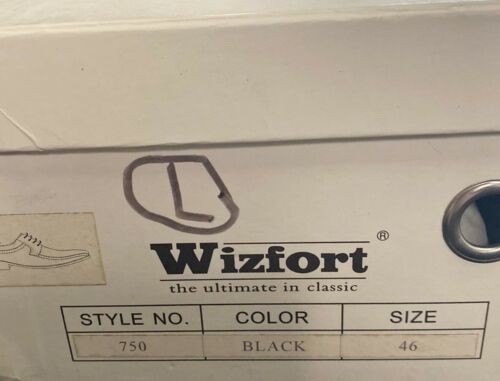 L
Wizfort ®
the ultimate in classic
STYLE NO. COLOR SIZE
750 BLACK 46